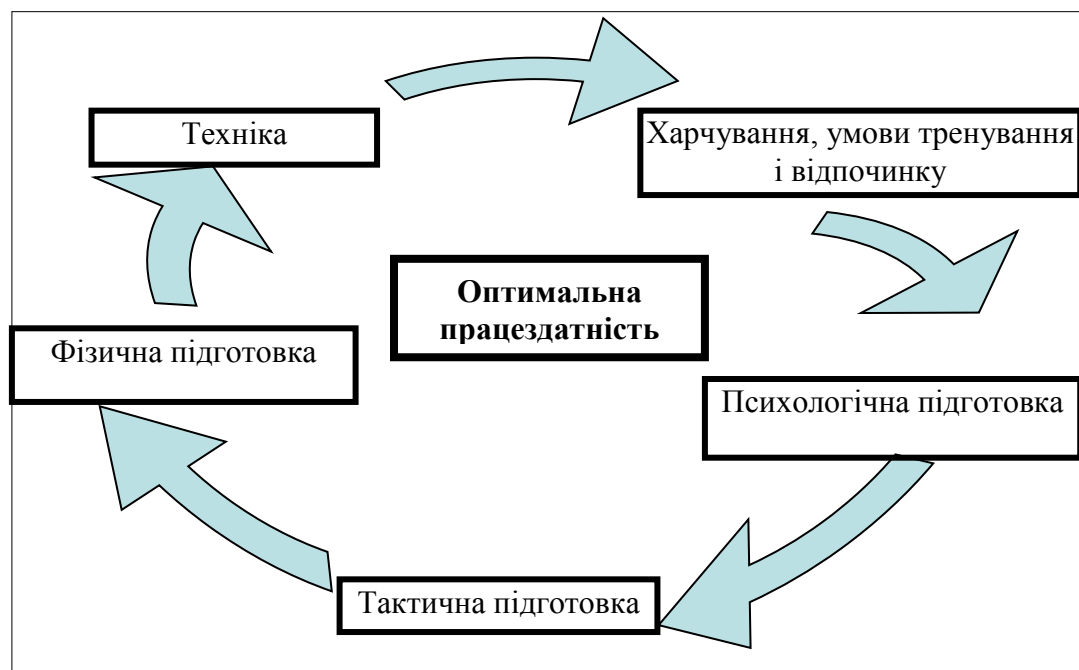 Техніка
Харчування, умови тренування
і відпочинку
Оптимальна
працездатність
Фізична підготовка
Психологічна підготовка
Тактична підготовка